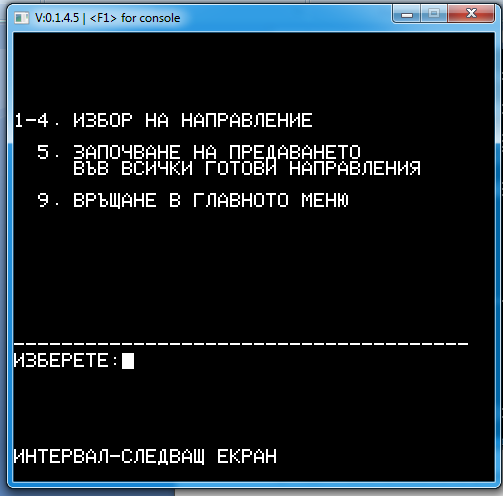 V:0.1.4.5 | <F1> for console
1-4. ИЗБОР НА НАПРАВЛЕНИЕ
5. ЗАПОЧВАНЕ НА ПРЕДАВАНЕТО
ВЪВ ВСИЧКИ ГОТОВИ НАПРАВЛЕНИЯ
9. ВРЪЩАНЕ В ГЛАВНОТО МЕНЮ
ИЗБЕРЕТЕ:
ИНТЕРВАЛ-СЛЕДВАЩ ЕКРАН